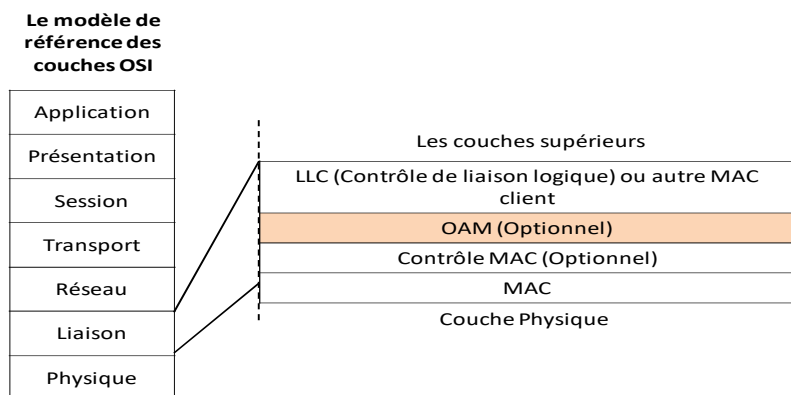 Le modèle de
référence des
couches OSI
Application
Présentation
Session
Transport
Réseau
Liaison
Physique
Les couches supérieurs
LLC (Contrôle de liaison logique) ou autre MAC
client
OAM (Optionnel)
Contrôle MAC (Optionnel)
MAC
Couche Physique